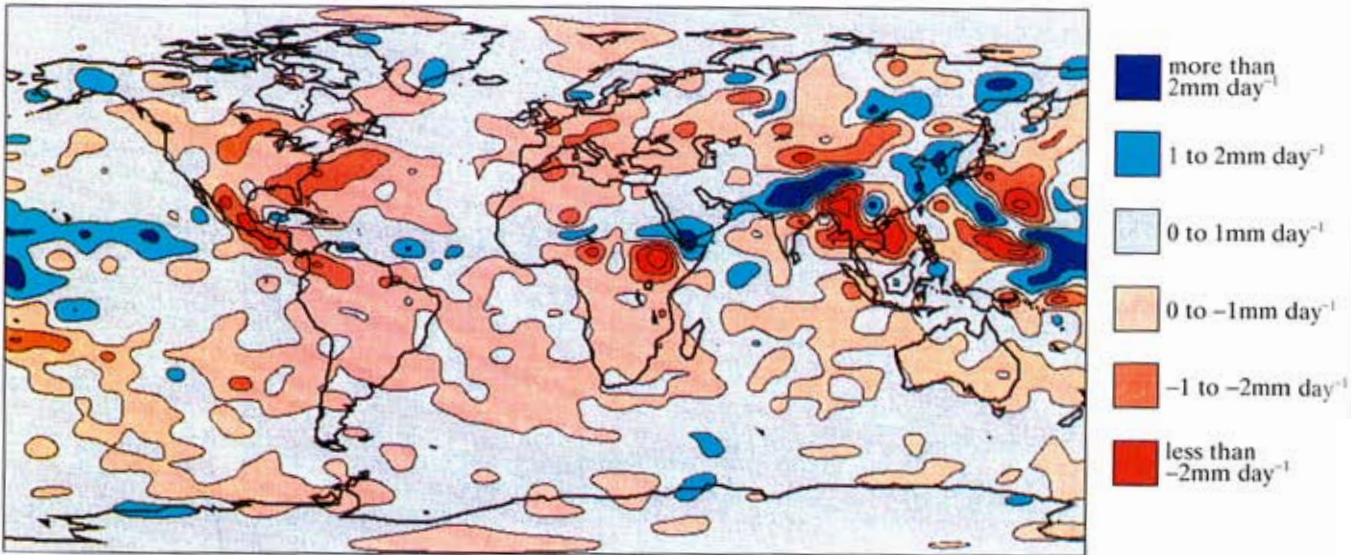 more than
2mm day⁻¹
1 to 2mm day⁻¹
0 to 1mm day⁻¹
0 to –1mm day⁻¹
–1 to –2mm day⁻¹
less than
–2mm day⁻¹